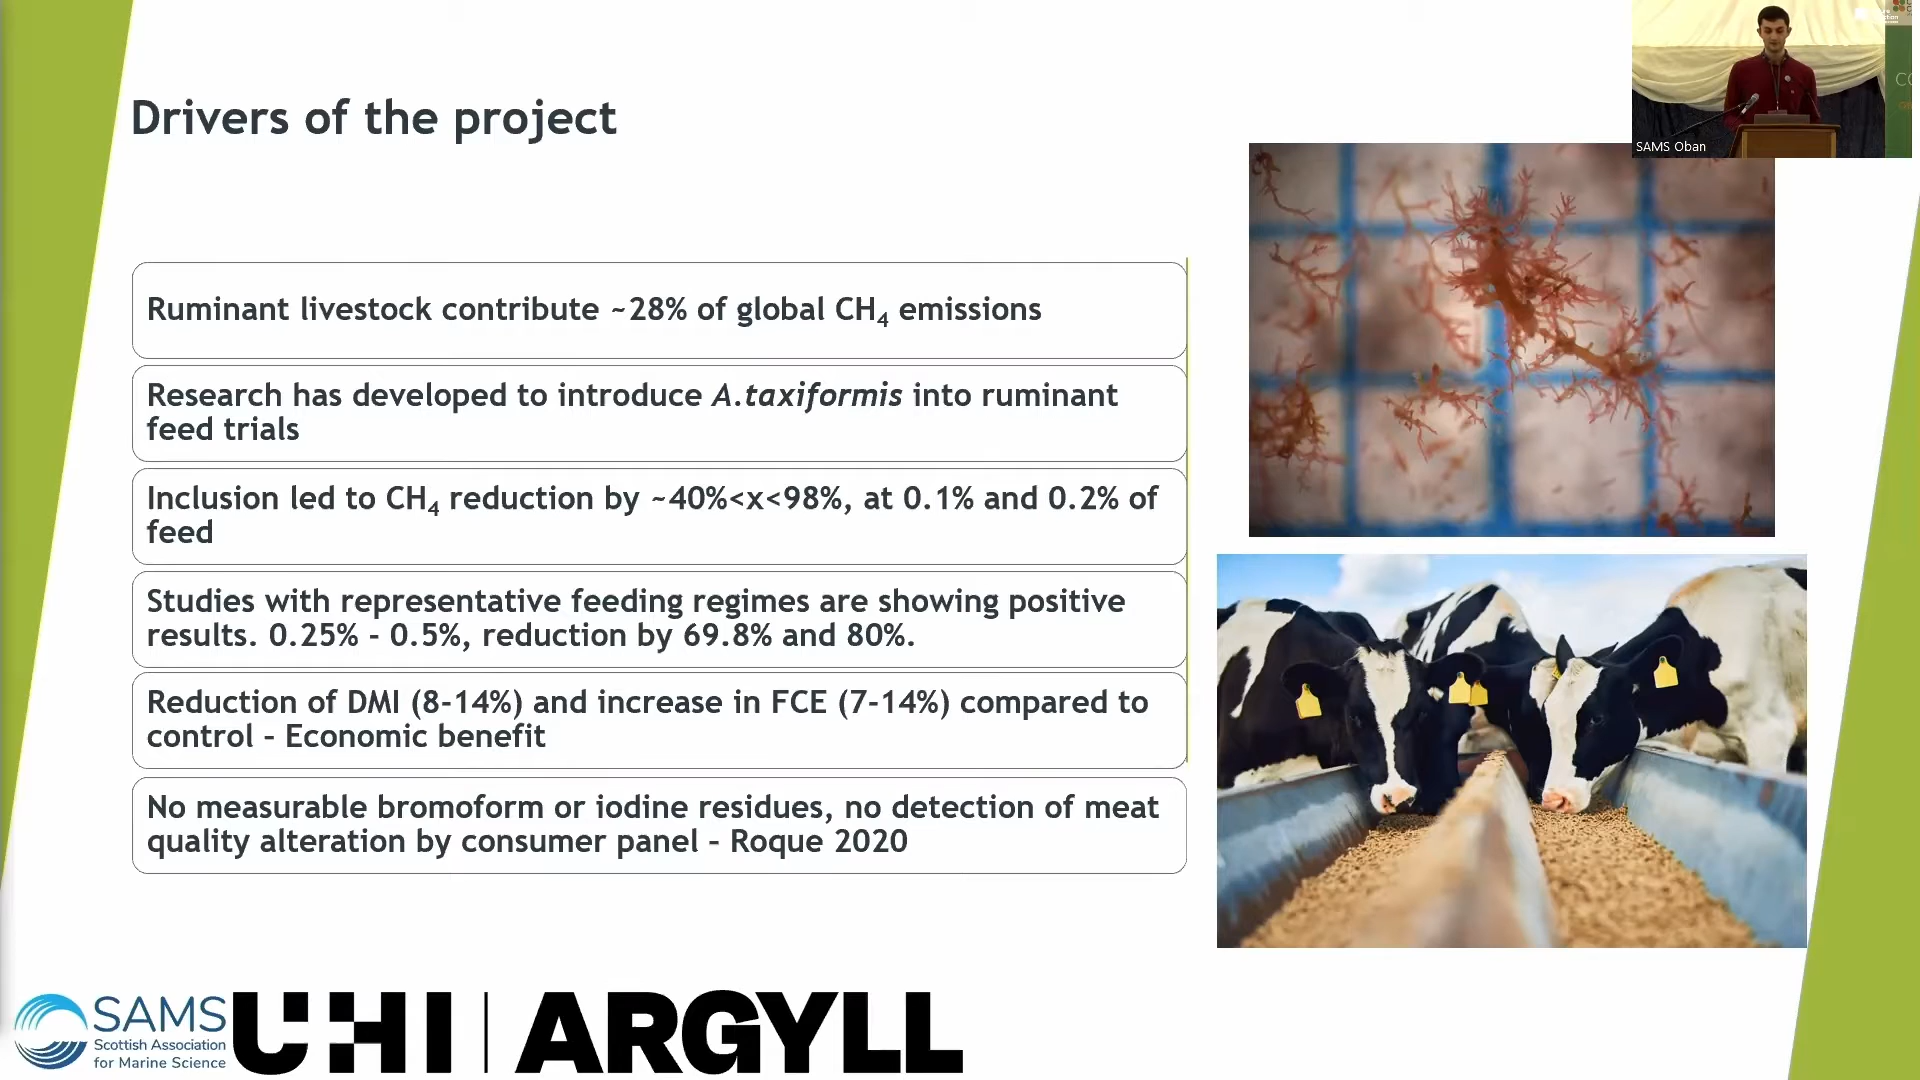 Drivers of the project
Ruminant livestock contribute ~28% of global CH₄ emissions
Research has developed to introduce A.taxiformis into ruminant
feed trials
Inclusion led to CH₄ reduction by ~40%<x<98%, at 0.1% and 0.2% of
feed
Studies with representative feeding regimes are showing positive
results. 0.25% - 0.5%, reduction by 69.8% and 80%.
Reduction of DMI (8-14%) and increase in FCE (7-14%) compared to
control – Economic benefit
No measurable bromoform or iodine residues, no detection of meat
quality alteration by consumer panel – Roque 2020
SAMS Oban
SAMS
Scottish Association
for Marine Science
UHI | ARGYLL